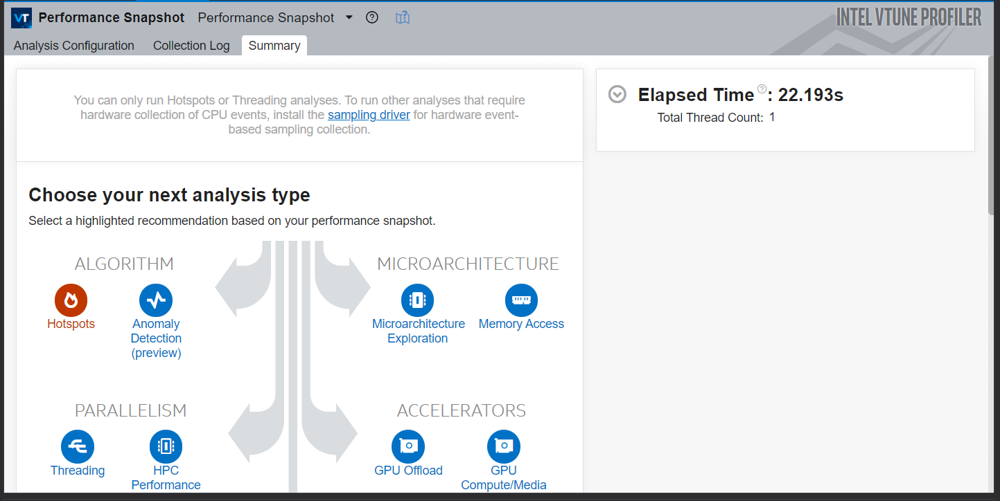 VT Performance Snapshot Performance Snapshot
INTEL VTUNE PROFILER
Analysis Configuration Collection Log Summary
You can only run Hotspots or Threading analyses. To run other analyses that require
hardware collection of CPU events, install the sampling driver for hardware event-
based sampling collection.
Elapsed Time ? : 22.193s
Total Thread Count: 1
Choose your next analysis type
Select a highlighted recommendation based on your performance snapshot.
ALGORITHM
Hotspots
Anomaly
Detection
(preview)
MICROARCHITECTURE
Microarchitecture
Exploration
Memory Access
PARALLELISM
Threading
HPC
Performance
ACCELERATORS
GPU Offload
GPU
Compute/Media